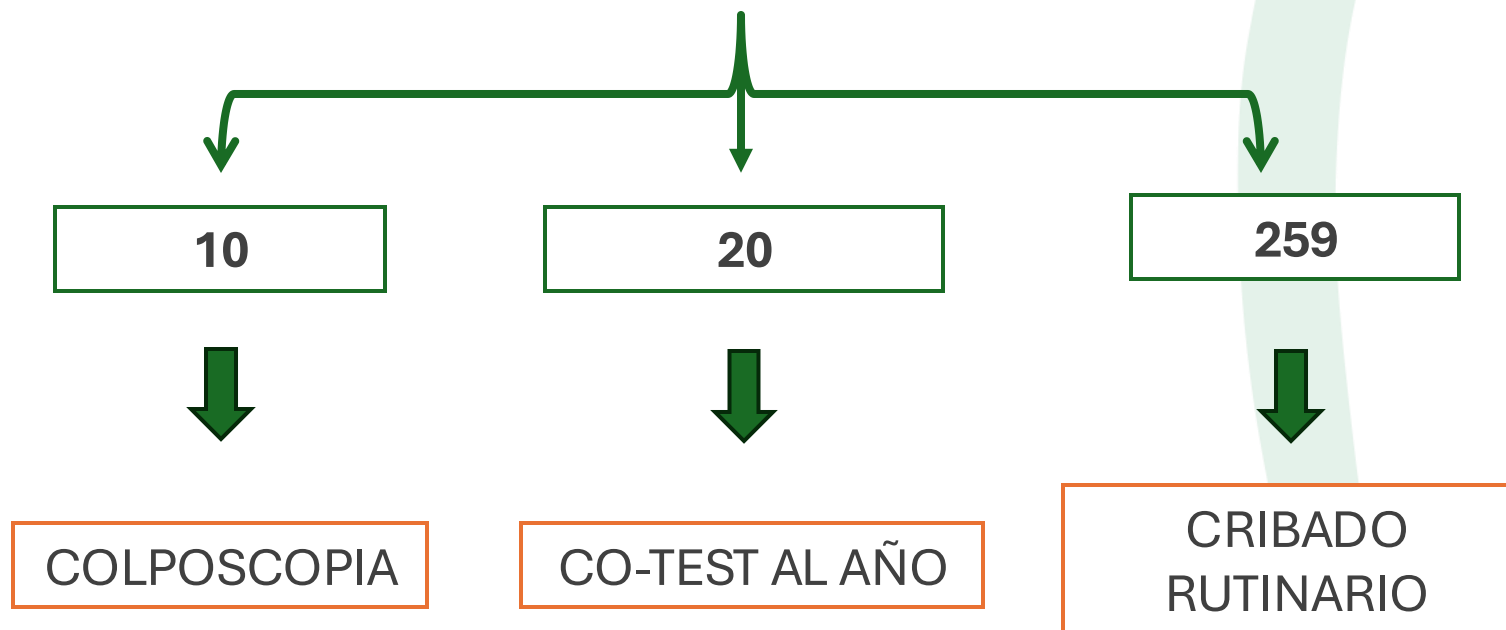 10
20
259
COLPOSCOPIA
CO-TEST AL AÑO
CRIBADO
RUTINARIO